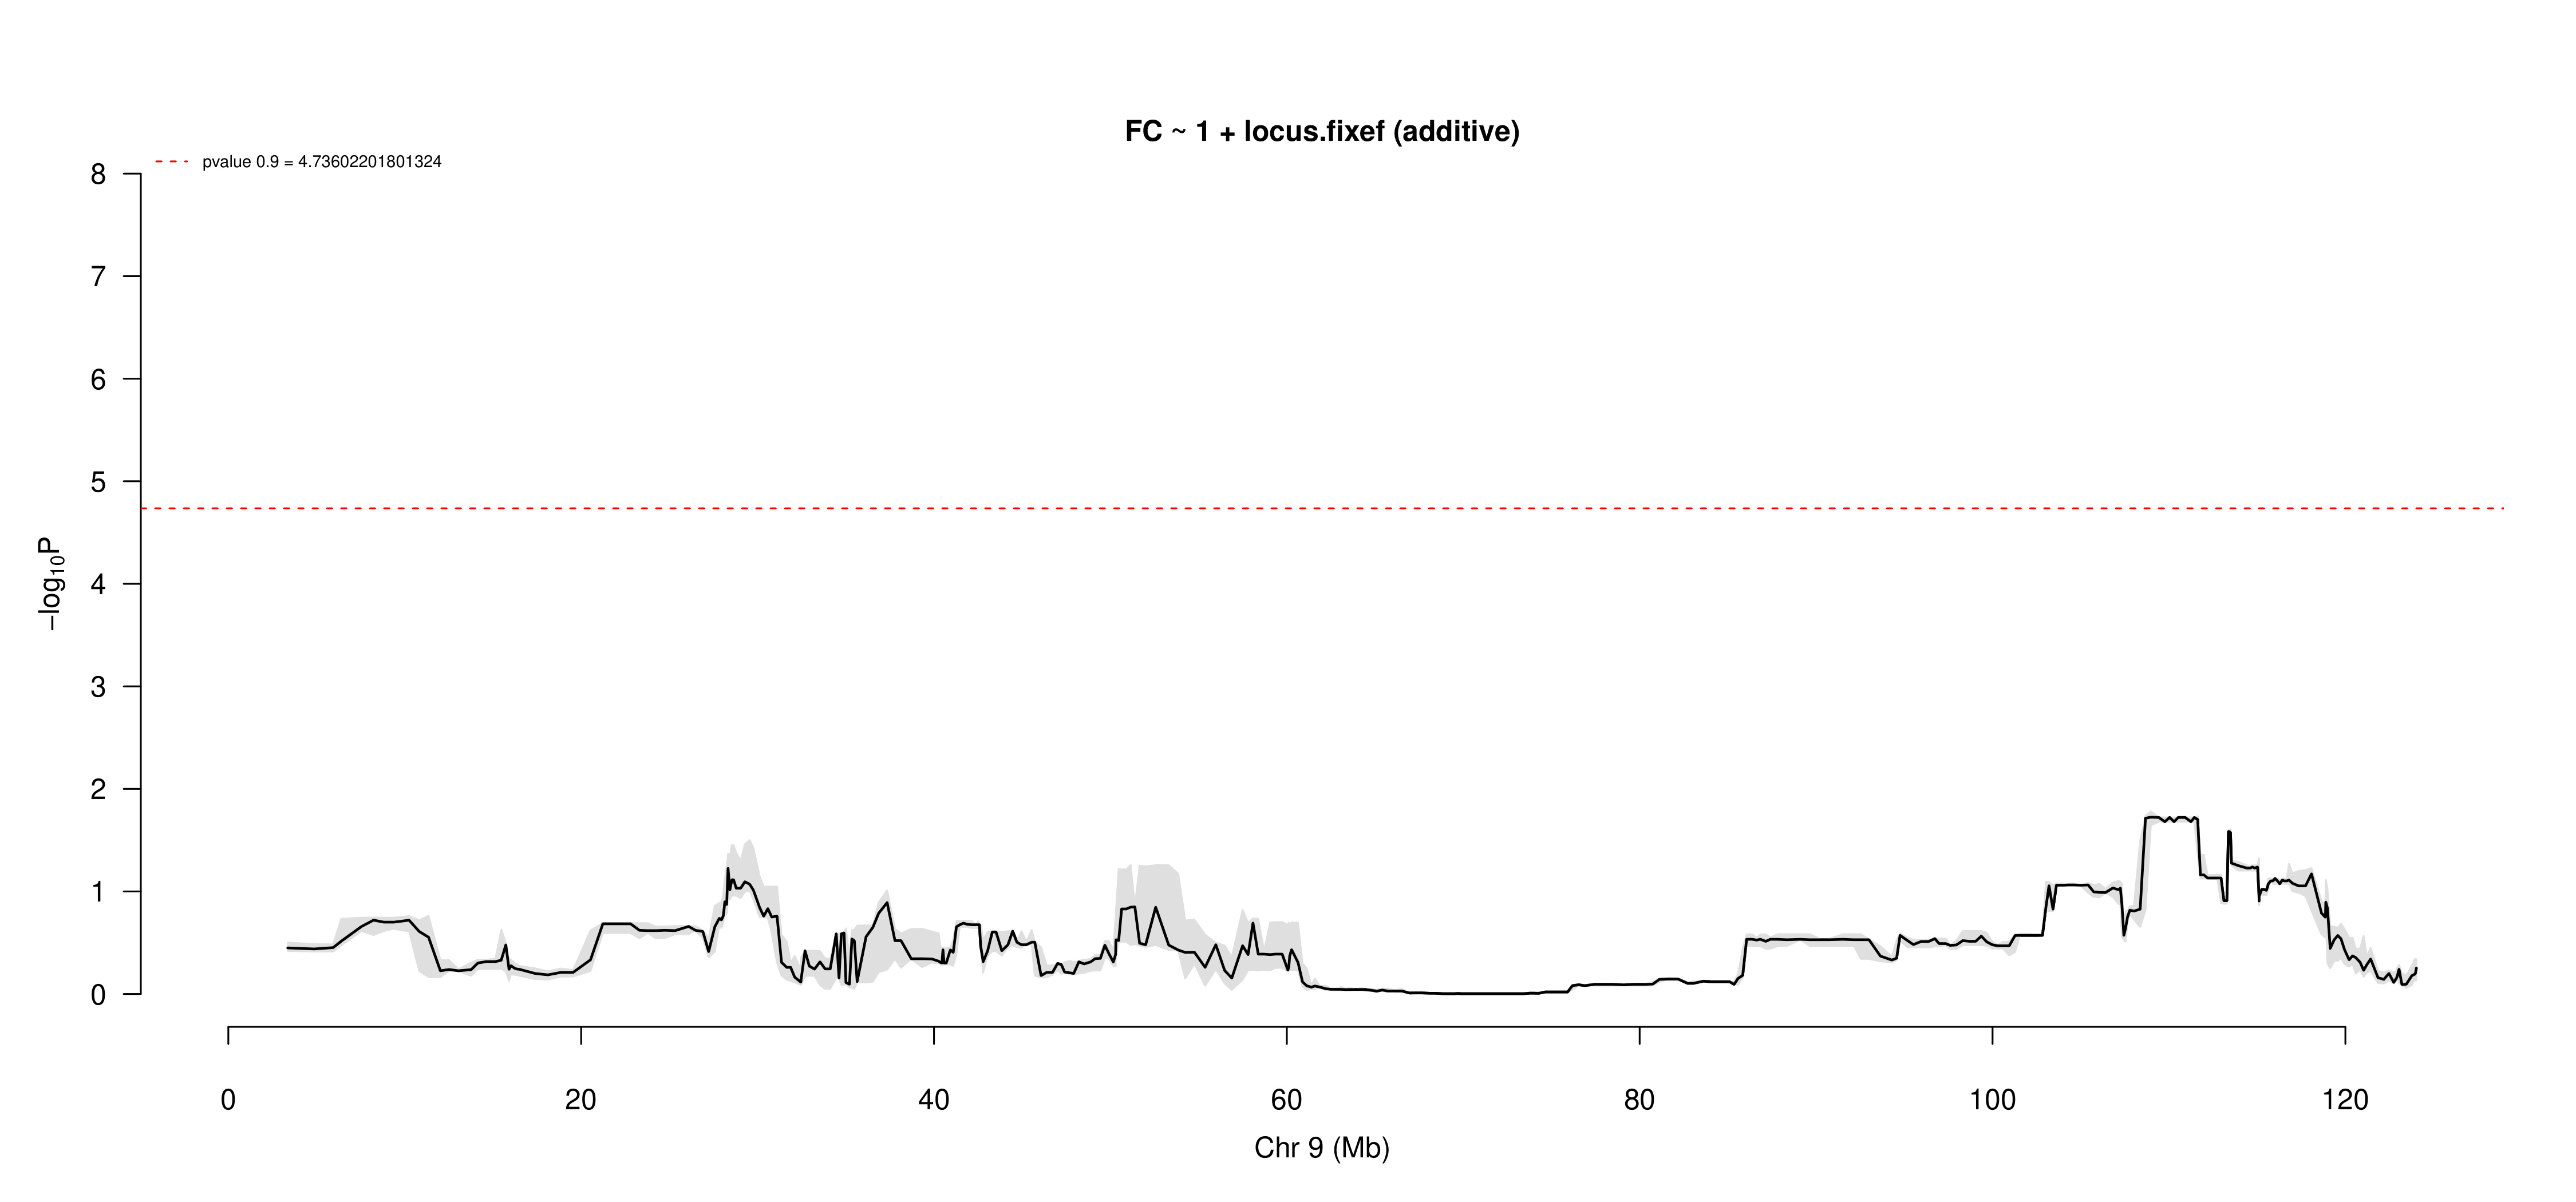 FC ~ 1 + locus.fixef (additive)
pvalue 0.9 = 4.73602201801324
8
7
6
5
4
3
2
1
0
−log10P
0 20 40 60 80 100 120
Chr 9 (Mb)